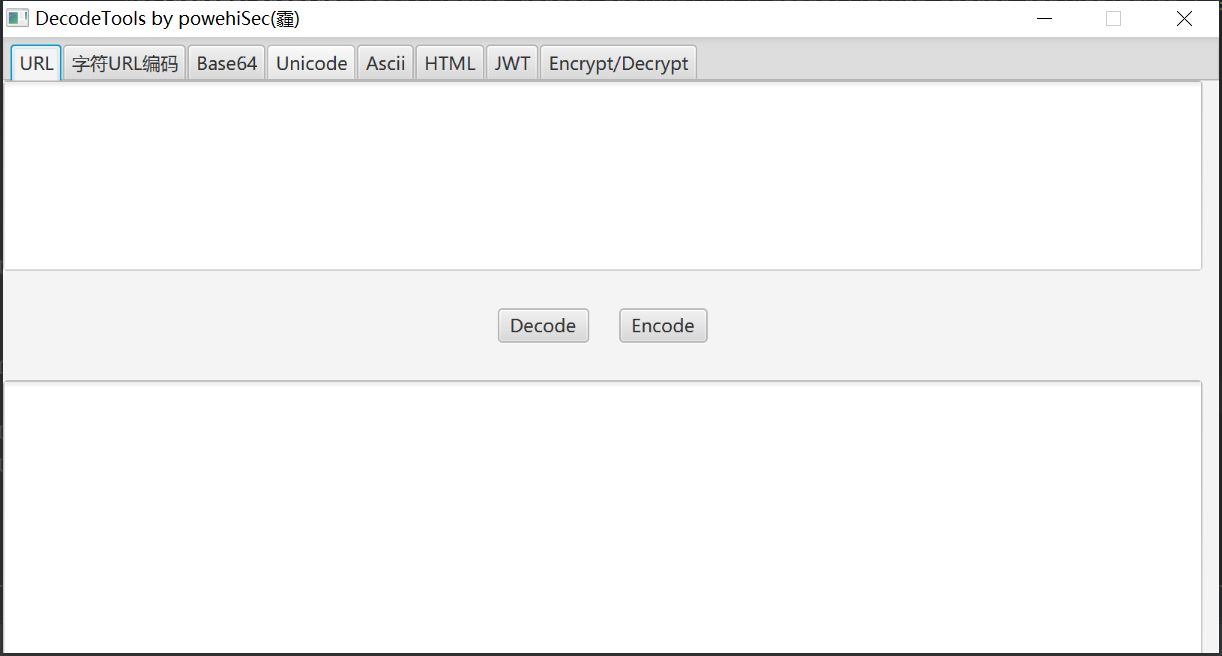 DecodeTools by powehiSec(霾)
URL 字符URL编码 Base64 Unicode Ascii HTML JWT Encrypt/Decrypt
Decode Encode